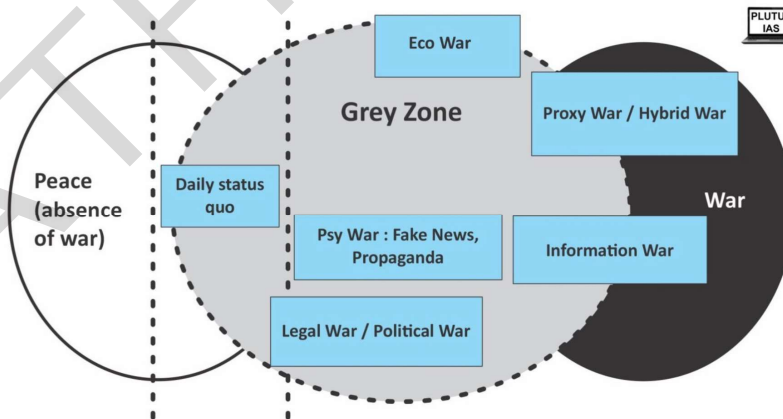 PLUTU
IAS
Eco War
Grey Zone
Proxy War / Hybrid War
Peace
(absence
of war)
Daily status
quo
War
Psy War : Fake News,
Propaganda
Information War
Legal War / Political War